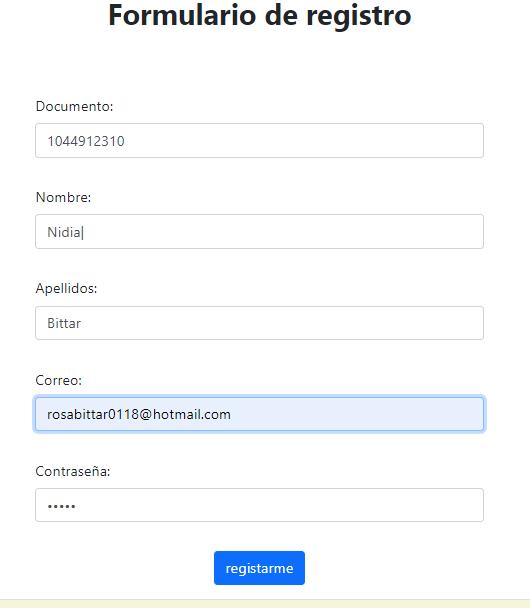 Formulario de registro
Documento:
1044912310
Nombre:
Nidia
Apellidos:
Bittar
Correo:
rosabittar0118@hotmail.com
Contraseña:
•••••
registarme